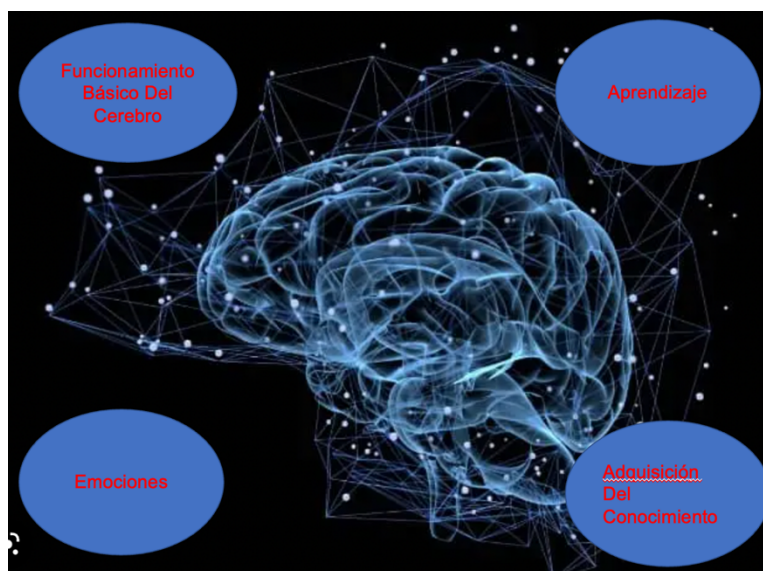 Funcionamiento
Básico Del
Cerebro
Aprendizaje
Emociones
Adquisición
Del
Conocimiento